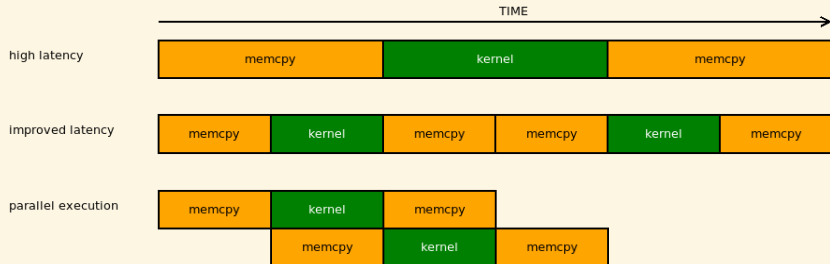 TIME
high latency memcpy kernel memcpy
improved latency memcpy kernel memcpy memcpy kernel memcpy
parallel execution memcpy kernel memcpy
memcpy kernel memcpy